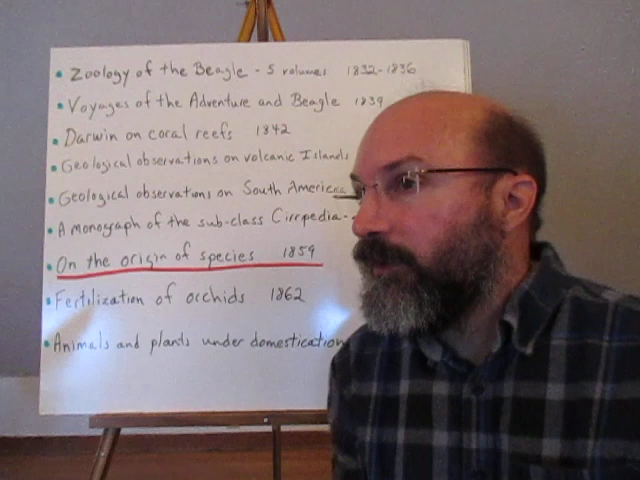 • Zoology of the Beagle - 5 volumes 1832-1836
• Voyages of the Adventure and Beagle 1839
• Darwin on coral reefs 1842
• Geological observations on volcanic Islands
• Geological observations on South America
• A monograph of the sub-class Cirrpedia-
• On the origin of species 1859
• Fertilization of orchids 1862
• Animals and plants under domestication